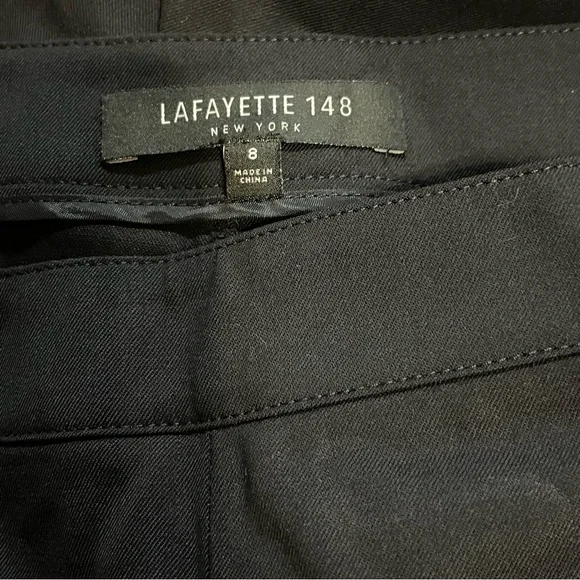 LAFAYETTE 148
NEW YORK
8
MADE IN
CHINA